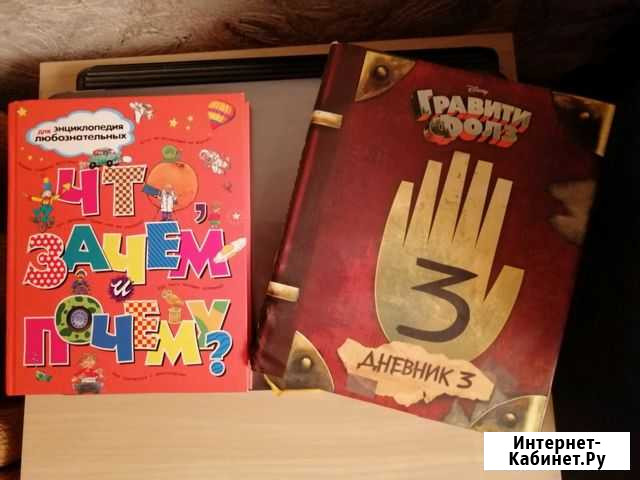 Энциклопедия
для любознательных
ЧТО,
ЗАЧЕМ
и
ПОЧЕМУ?
Disney
ГРАВИТИ
ФОЛЗ
3
ДНЕВНИК 3
Интернет-
Кабинет.Ру